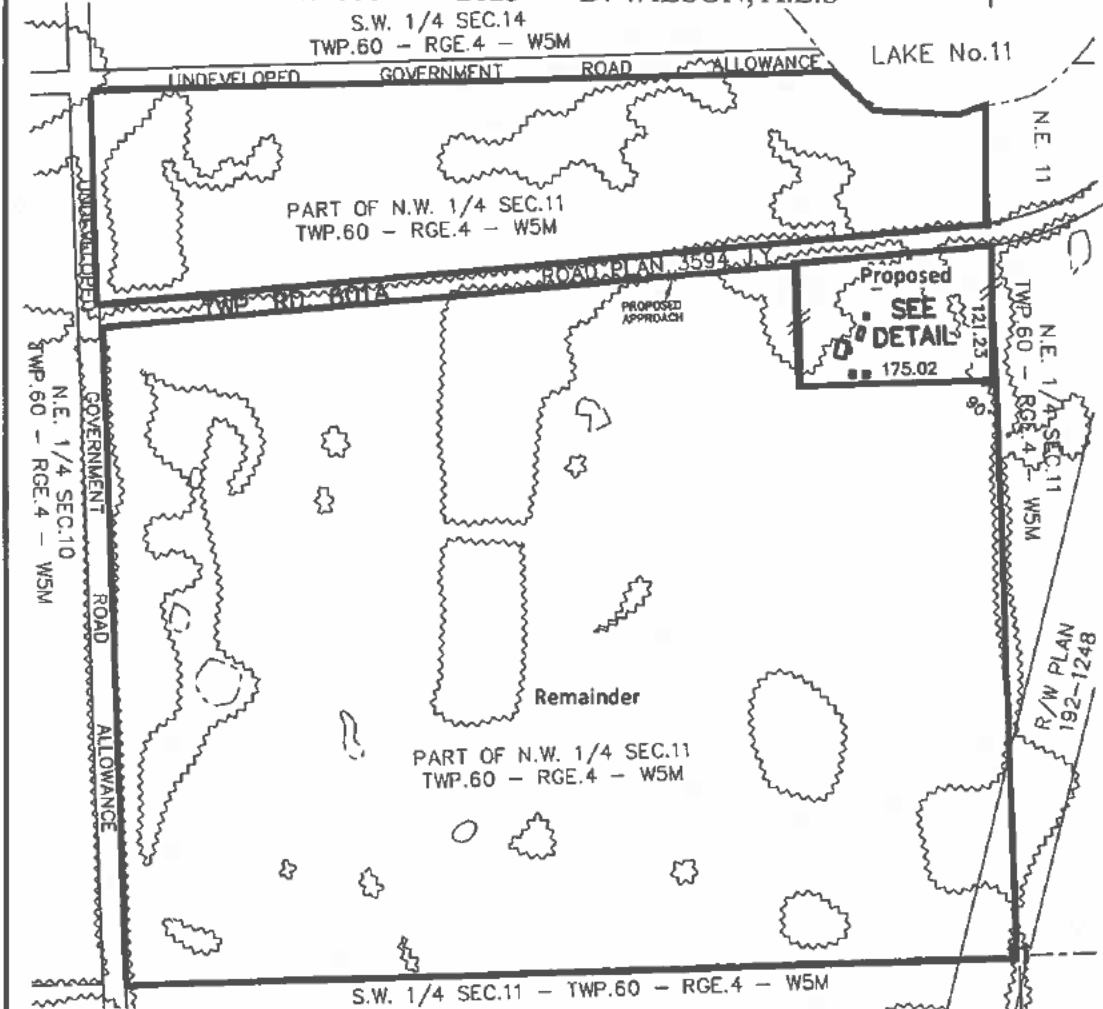 S.W. 1/4 SEC.14
TWP.60 - RGE.4 - W5M
LAKE No.11
UNDEVELOPED GOVERNMENT ROAD ALLOWANCE
N.E. 11
PART OF N.W. 1/4 SEC.11
TWP.60 - RGE.4 - W5M
UNDEVELOPED GOVERNMENT ROAD ALLOWANCE
TWP RD 601A
ROAD PLAN 3594 J.Y.
PROPOSED
APPROACH
Proposed
SEE
DETAIL
121.23
175.02
90
N.E. 1/4 SEC.11
TWP.60 - RGE.4 - W5M
N.E. 1/4 SEC.10
TWP.60 - RGE.4 - W5M
Remainder
PART OF N.W. 1/4 SEC.11
TWP.60 - RGE.4 - W5M
R/W PLAN
192-1248
S.W. 1/4 SEC.11 - TWP.60 - RGE.4 - W5M